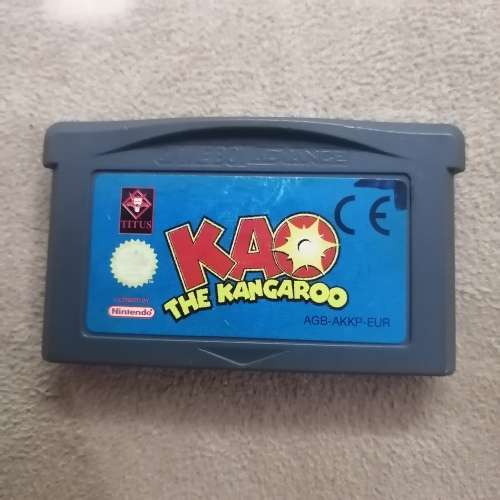 GAME BOY ADVANCE
TITUS
CE
KAO
THE KANGAROO
LICENSED BY
Nintendo
AGB-AKKP-EUR